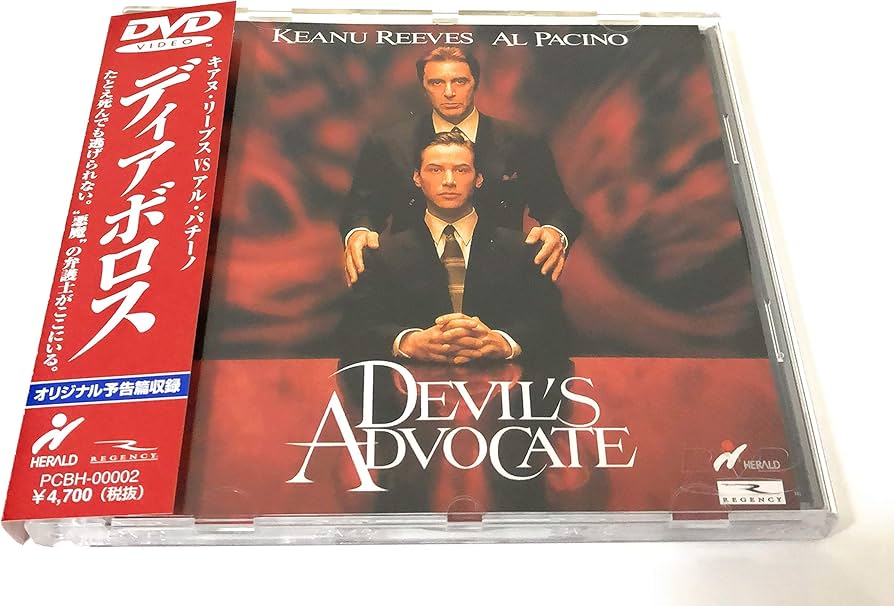 DVD
VIDEO
キアヌ・リーブス VS アル・パチーノ
ディアボロス
たとえ死んでも逃げられない。“悪魔”の弁護士がここにいる。
オリジナル予告篇収録
HERALD
REGENCY
PCBH-00002
¥4,700（税抜）
KEANU REEVES AL PACINO
DEVIL'S
ADVOCATE
HERALD
REGENCY